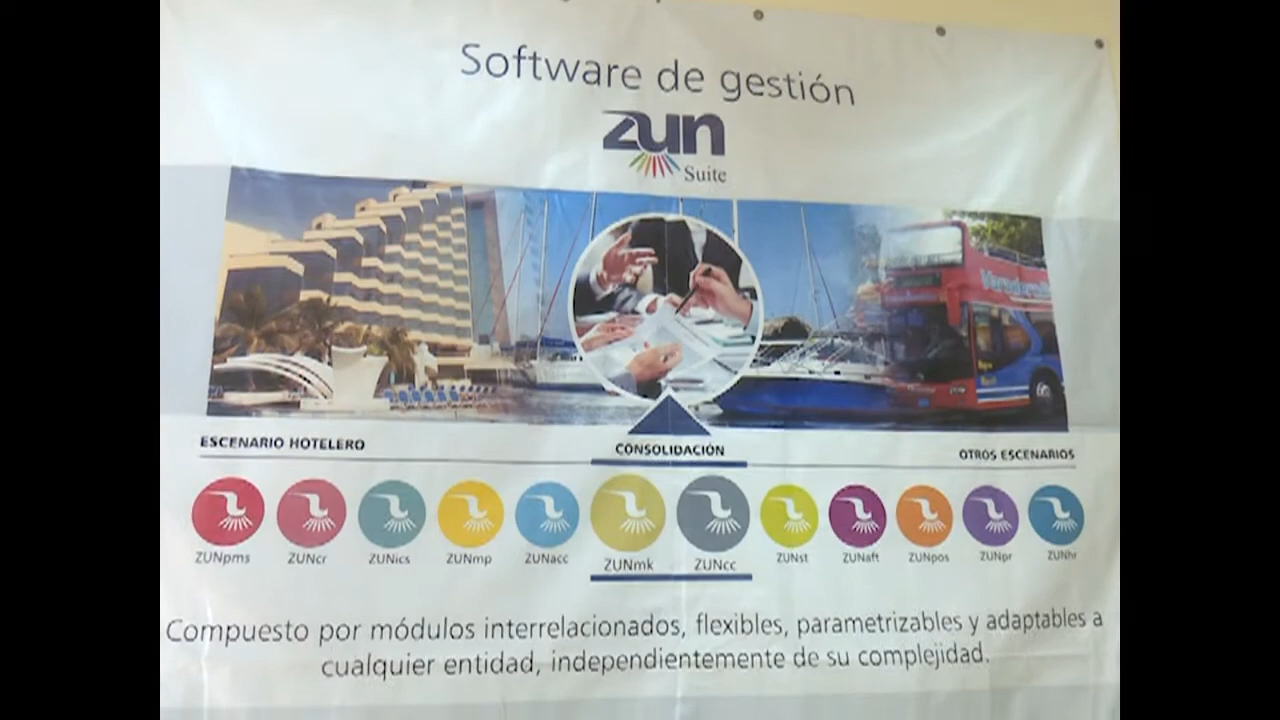 Software de gestión
zun
Suite
ESCENARIO HOTELERO
CONSOLIDACIÓN
OTROS ESCENARIOS
ZUNpms ZUNcr ZUNics ZUNmp ZUNacc ZUNmk ZUNcc ZUNst ZUNaft ZUNpos ZUNpr ZUNhr
Compuesto por módulos interrelacionados, flexibles, parametrizables y adaptables a
cualquier entidad, independientemente de su complejidad.